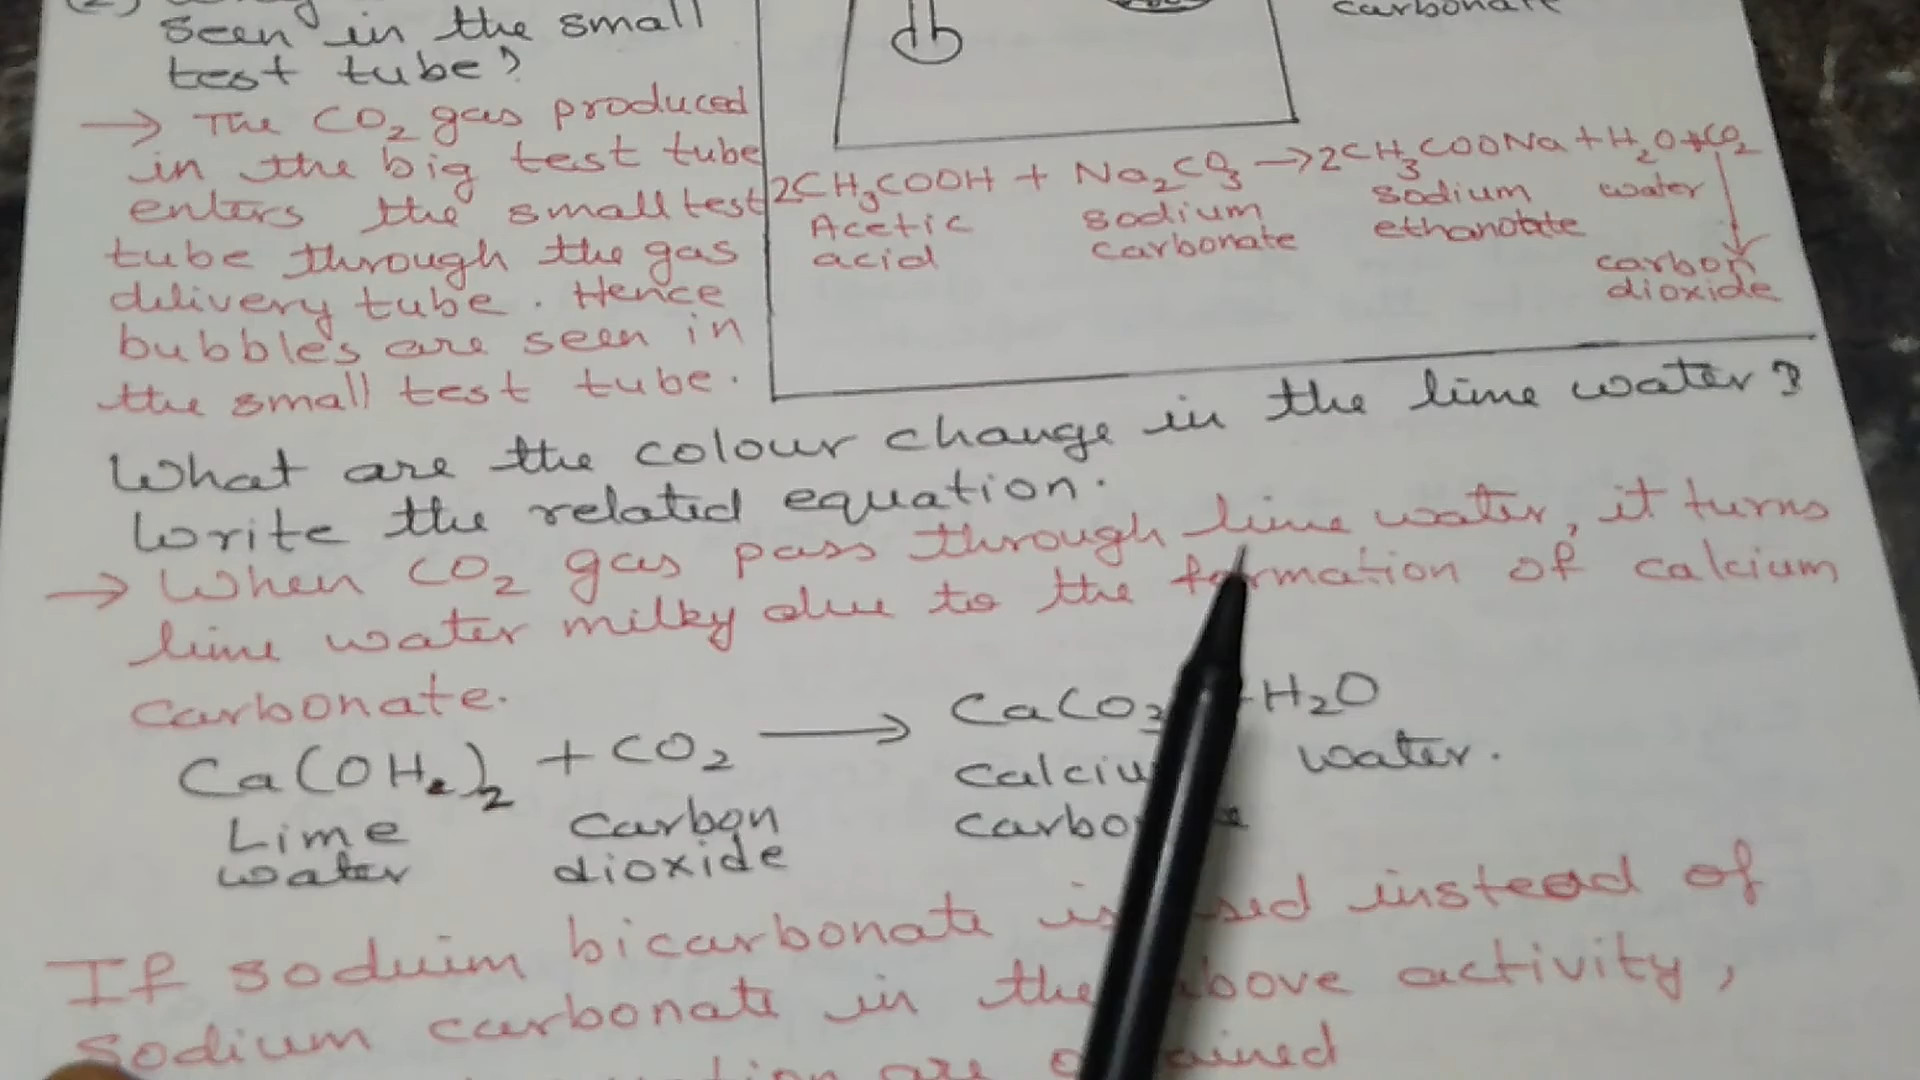 seen in the small
test tube?
→ The CO₂ gas produced
in the big test tube
enters the small test
tube through the gas
delivery tube. Hence
bubbles are seen in
the small test tube.
carbonate
2CH₃COOH + Na₂CO₃ → 2CH₃COONa + H₂O + CO₂
Acetic acid
sodium carbonate
sodium
water
carbon dioxide
What are the colour change in the lime water?
Write the related equation.
→ When CO₂ gas pass through lime water, it turns
lime water milky due to the formation of calcium
carbonate.
Ca(OH₂)₂ + CO₂ → CaCO₃ + H₂O
Lime water
carbon dioxide
water.
If soduim bicarbonate is used instead of
sodium carbonate in the above activity,
are